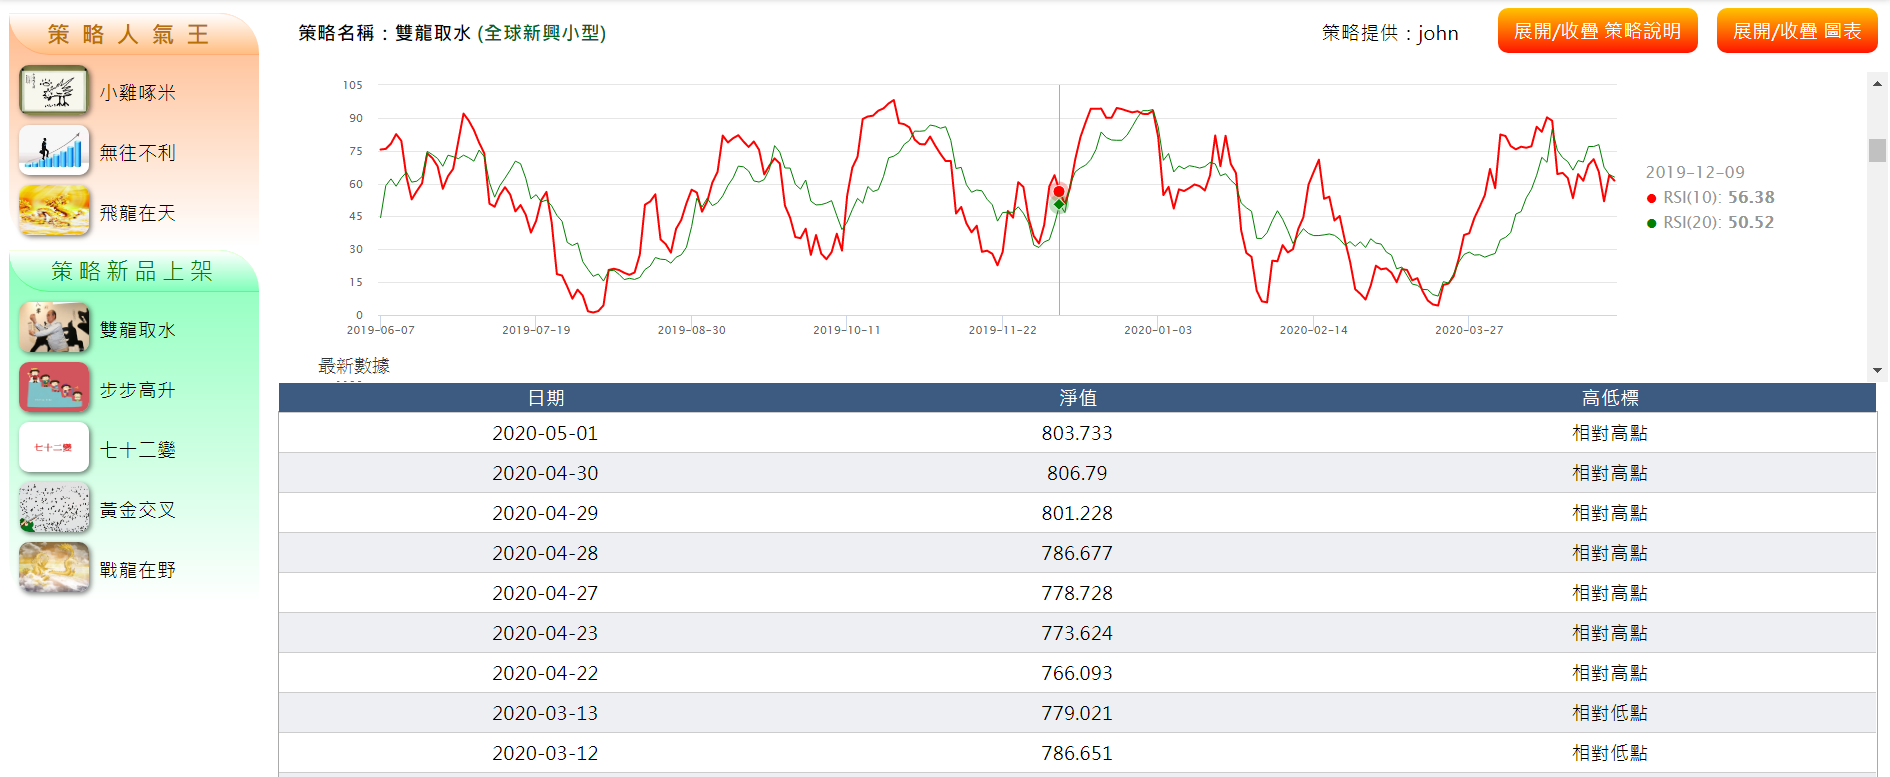 策略人氣王
小雞啄米
無往不利
飛龍在天
策略新品上架
雙龍取水
步步高升
七十二變
七十二變
黃金交叉
戰龍在野
策略名稱：雙龍取水 (全球新興小型)
策略提供：john
展開/收疊 策略說明
展開/收疊 圖表
105
90
75
60
45
30
15
0
2019-06-07
2019-07-19
2019-08-30
2019-10-11
2019-11-22
2020-01-03
2020-02-14
2020-03-27
2019-12-09
RSI(10): 56.38
RSI(20): 50.52
最新數據
日期 淨值 高低標
2020-05-01 803.733 相對高點
2020-04-30 806.79 相對高點
2020-04-29 801.228 相對高點
2020-04-28 786.677 相對高點
2020-04-27 778.728 相對高點
2020-04-23 773.624 相對高點
2020-04-22 766.093 相對高點
2020-03-13 779.021 相對低點
2020-03-12 786.651 相對低點